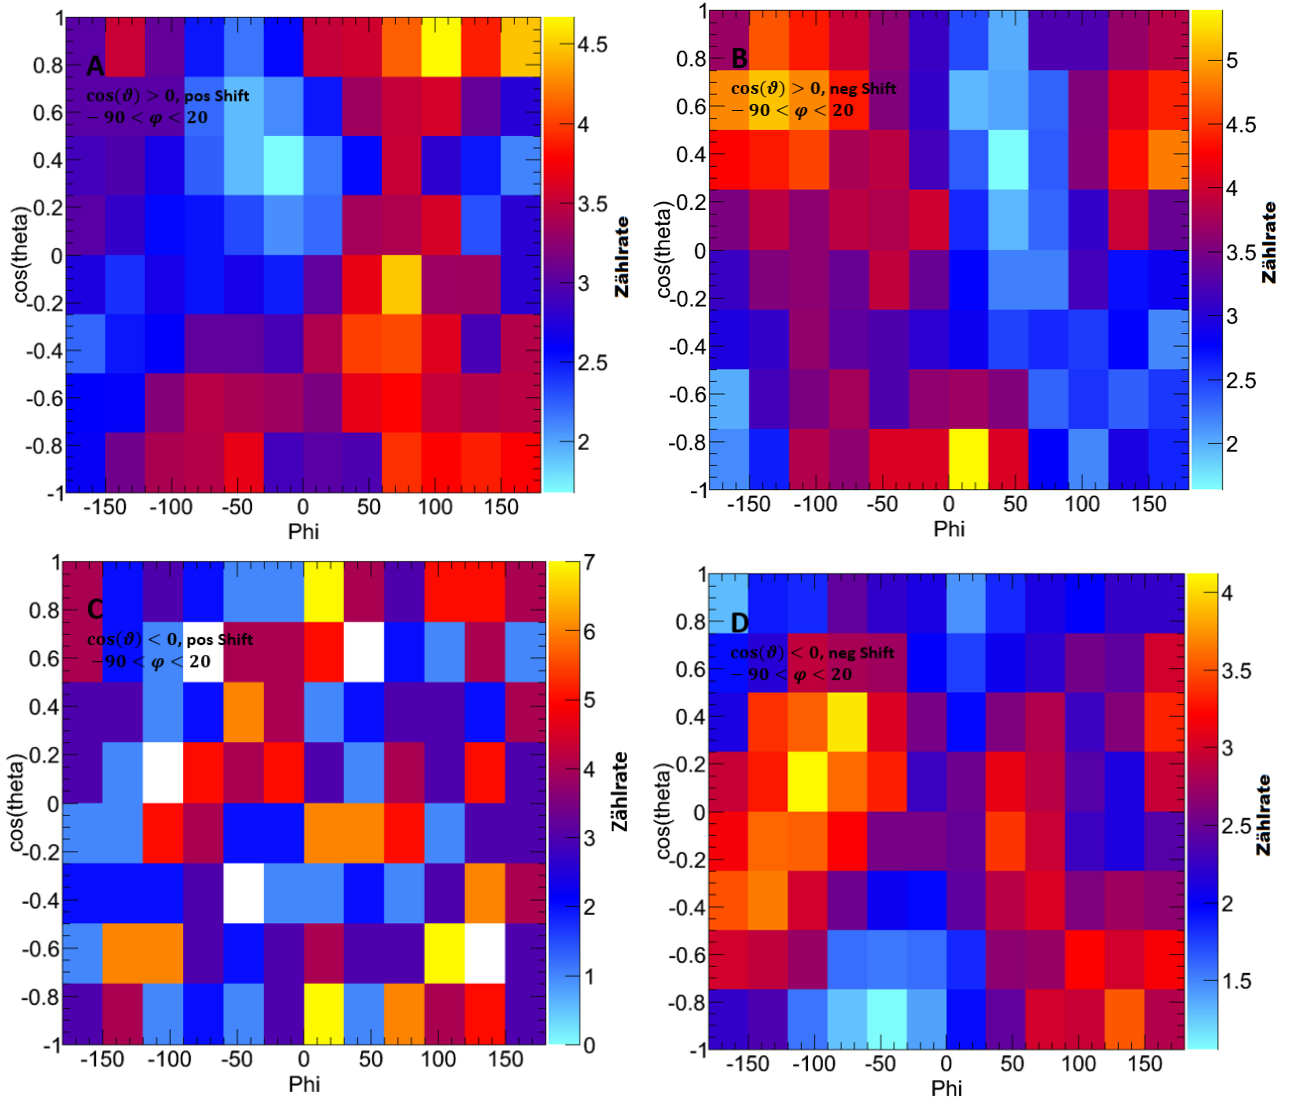 A
cos(ϑ) > 0, pos Shift
− 90 < φ < 20
1
0.8
0.6
0.4
0.2
0
-0.2
-0.4
-0.6
-0.8
-1
cos(theta)
-150 -100 -50 0 50 100 150
Phi
4.5
4
3.5
3
2.5
2
Zählrate
B
cos(ϑ) > 0, neg Shift
− 90 < φ < 20
1
0.8
0.6
0.4
0.2
0
-0.2
-0.4
-0.6
-0.8
-1
cos(theta)
-150 -100 -50 0 50 100 150
Phi
5
4.5
4
3.5
3
2.5
2
Zählrate
C
cos(ϑ) < 0, pos Shift
−90 < φ < 20
1
0.8
0.6
0.4
0.2
0
-0.2
-0.4
-0.6
-0.8
-1
cos(theta)
-150 -100 -50 0 50 100 150
Phi
7
6
5
4
3
2
1
0
Zählrate
D
cos(ϑ) < 0, neg Shift
− 90 < φ < 20
1
0.8
0.6
0.4
0.2
0
-0.2
-0.4
-0.6
-0.8
-1
cos(theta)
-150 -100 -50 0 50 100 150
Phi
4
3.5
3
2.5
2
1.5
Zählrate